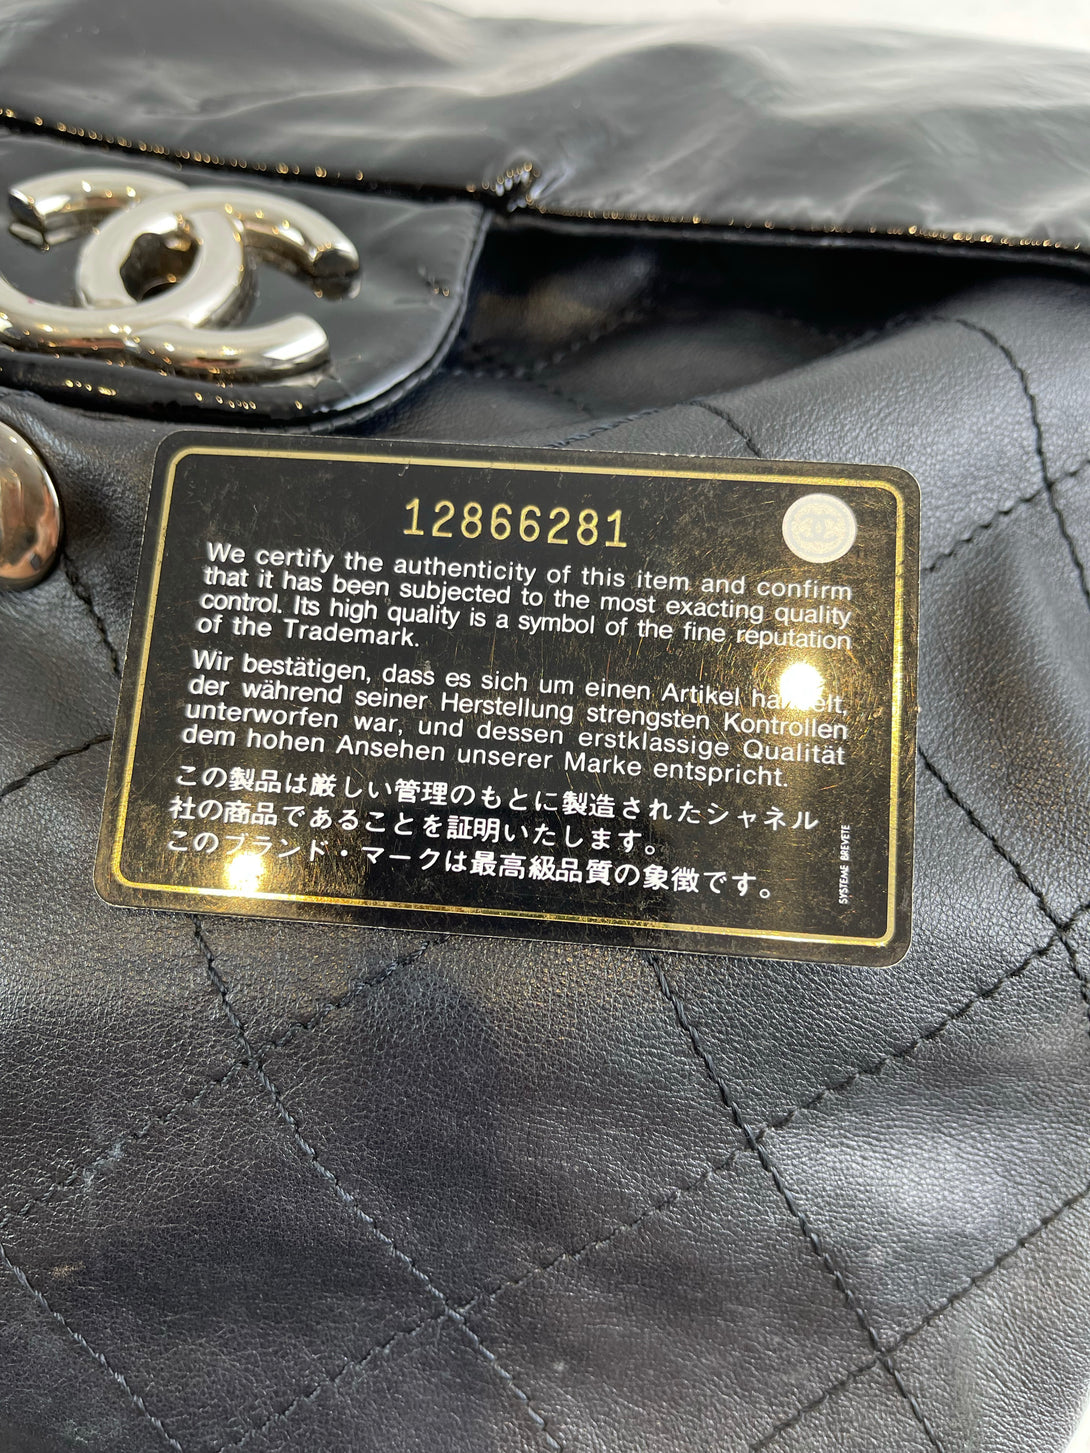 12866281
We certify the authenticity of this item and confirm
that it has been subjected to the most exacting quality
control. Its high quality is a symbol of the fine reputation
of the Trademark.
Wir bestätigen, dass es sich um einen Artikel
der während seiner Herstellung strengsten Kontrollen
unterworfen war, und dessen erstklassige Qualität
dem hohen Ansehen unserer Marke entspricht.
この製品は厳しい管理のもとに製造されたシャネル
社の商品であることを証明いたします。
このブランド・マークは最高級品質の象徴です。
SYSTEME BREVETE